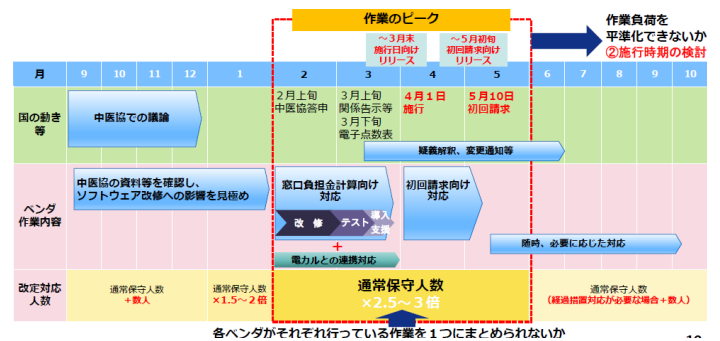 作業のピーク
作業負荷を
平準化できないか
②施行時期の検討
～3月末
施行日向け
リリース
～5月初旬
初回請求向け
リリース
月
9
10
11
12
1
2
3
4
5
6
7
8
9
10
国の動き
等
中医協での議論
２月上旬
中医協答申
３月上旬
関係告示等
３月下旬
電子点数表
４月１日
施行
５月10日
初回請求
疑義解釈、変更通知等
ベンダ
作業内容
中医協の資料等を確認し、
ソフトウェア改修への影響を見極め
窓口負担金計算向け
対応
改 修
テスト
導入
支援
＋
電カルとの連携対応
初回請求向け
対応
随時、必要に応じた対応
改定対応
人数
通常保守人数
＋数人
通常保守人数
×1.5～２倍
通常保守人数
×2.5～３倍
通常保守人数
（経過措置対応が必要な場合＋数人）
各ベンダがそれぞれ行っている作業を１つにまとめられないか